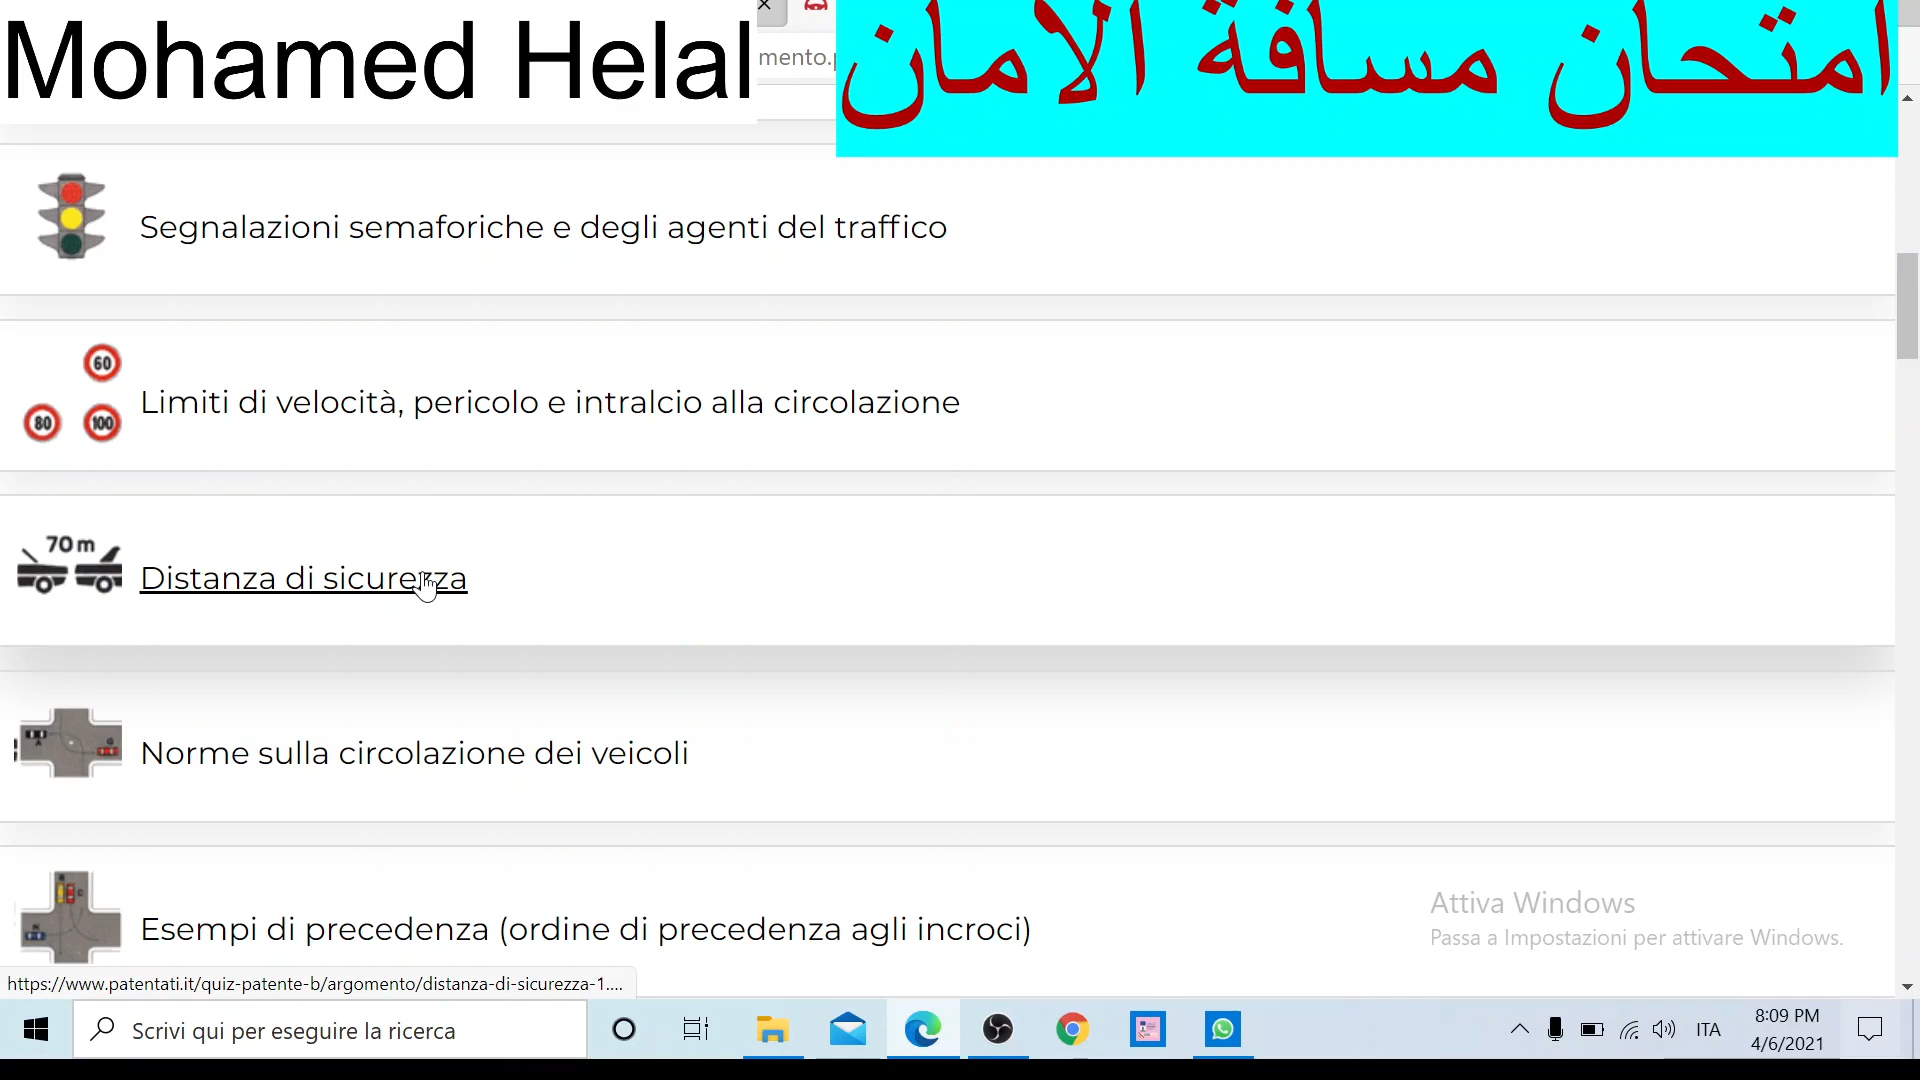 Mohamed Helal
mento.p
امتحان مسافة الامان
Segnalazioni semaforiche e degli agenti del traffico
60
80
100
Limiti di velocità, pericolo e intralcio alla circolazione
70 m
Distanza di sicurezza
Norme sulla circolazione dei veicoli
Esempi di precedenza (ordine di precedenza agli incroci)
Attiva Windows
Passa a Impostazioni per attivare Windows.
https://www.patentati.it/quiz-patente-b/argomento/distanza-di-sicurezza-1....
Scrivi qui per eseguire la ricerca
ITA
8:09 PM
4/6/2021